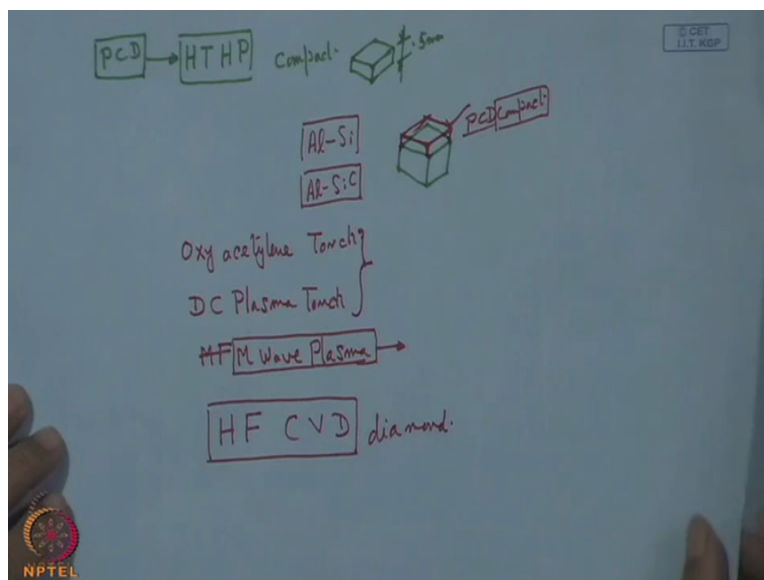 © CET
I.I.T. KGP
PCD → HTHP Compact. .5mm
PCD Compact.
Al-Si
Al-SiC
Oxy acetylene Torch
DC Plasma Torch
MF M Wave Plasma →
HF CVD diamond.
NPTEL